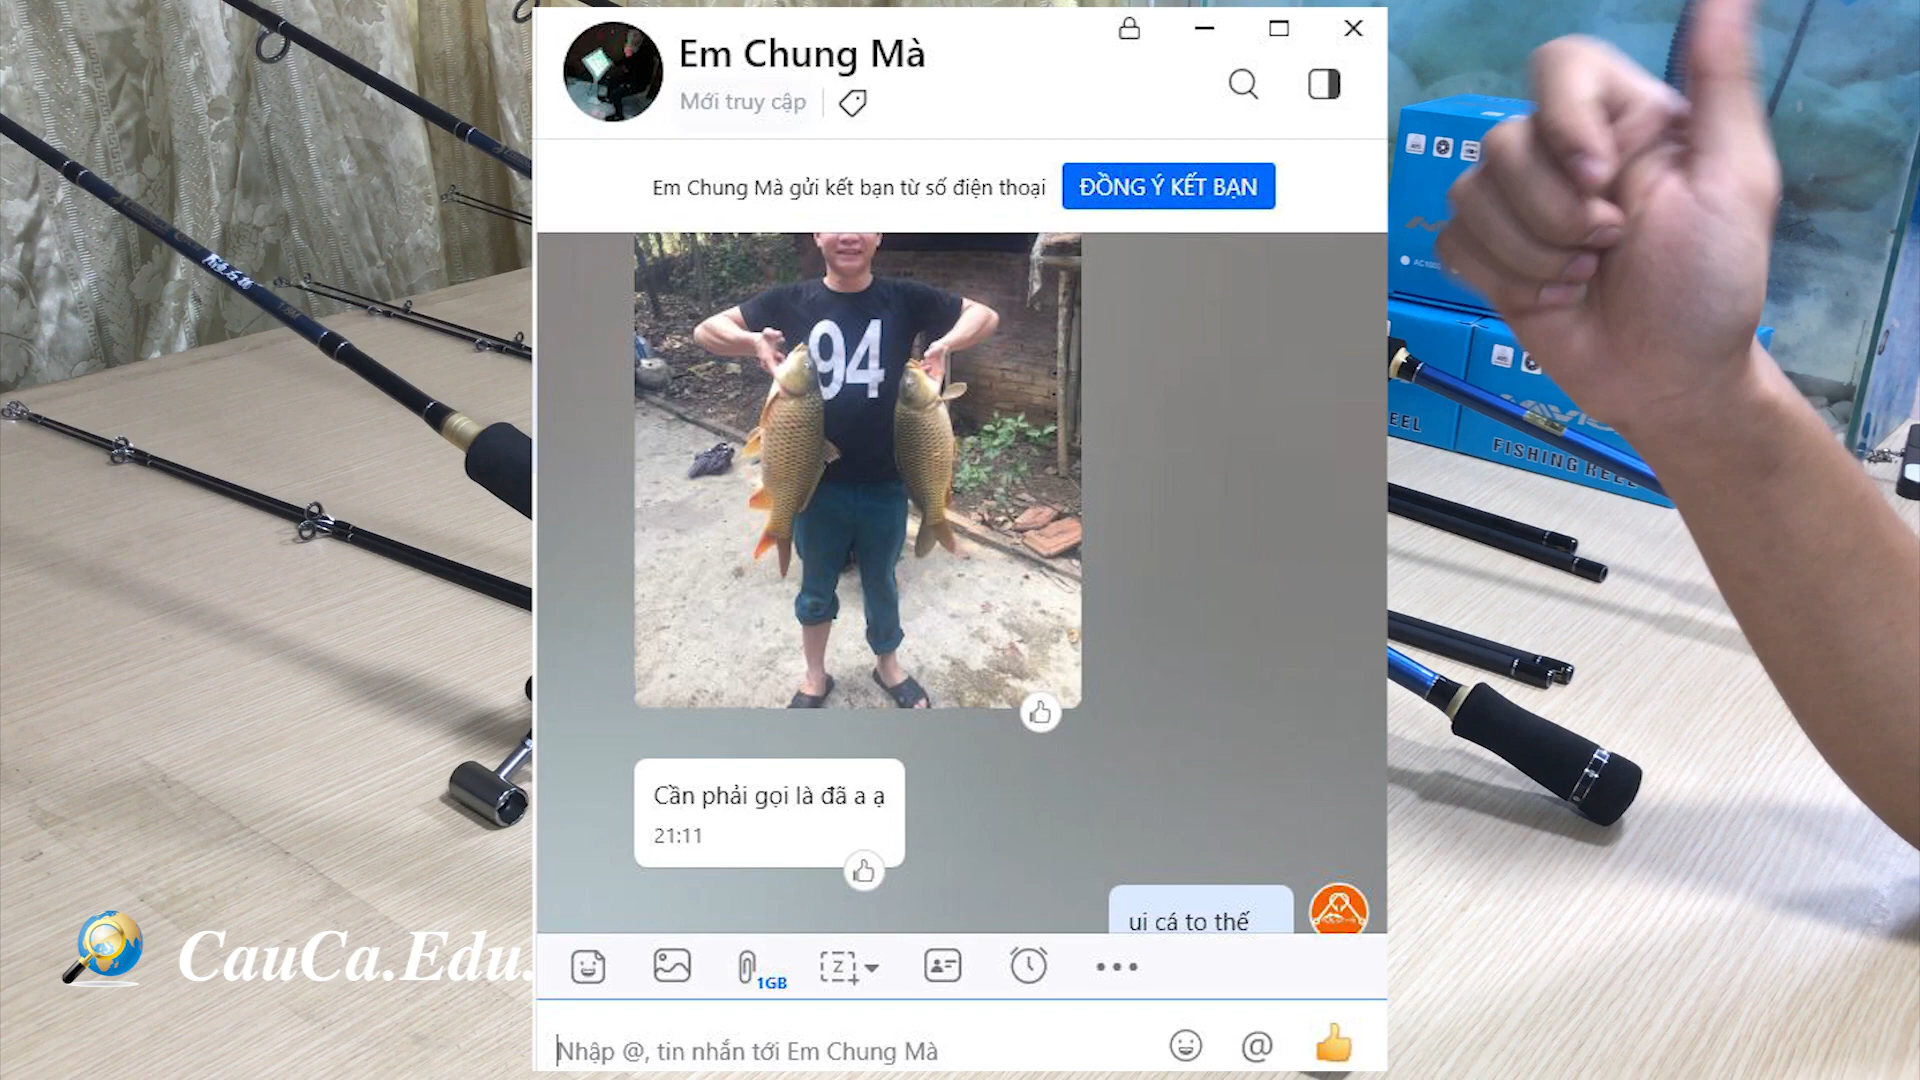 Em Chung Mà
Mới truy cập
Em Chung Mà gửi kết bạn từ số điện thoại
ĐỒNG Ý KẾT BẠN
94
Cần phải gọi là đã a ạ
21:11
ui cá to thế
1GB
Z
Nhập @, tin nhắn tới Em Chung Mà
CauCa.Edu.
EEL
FISHING REEL